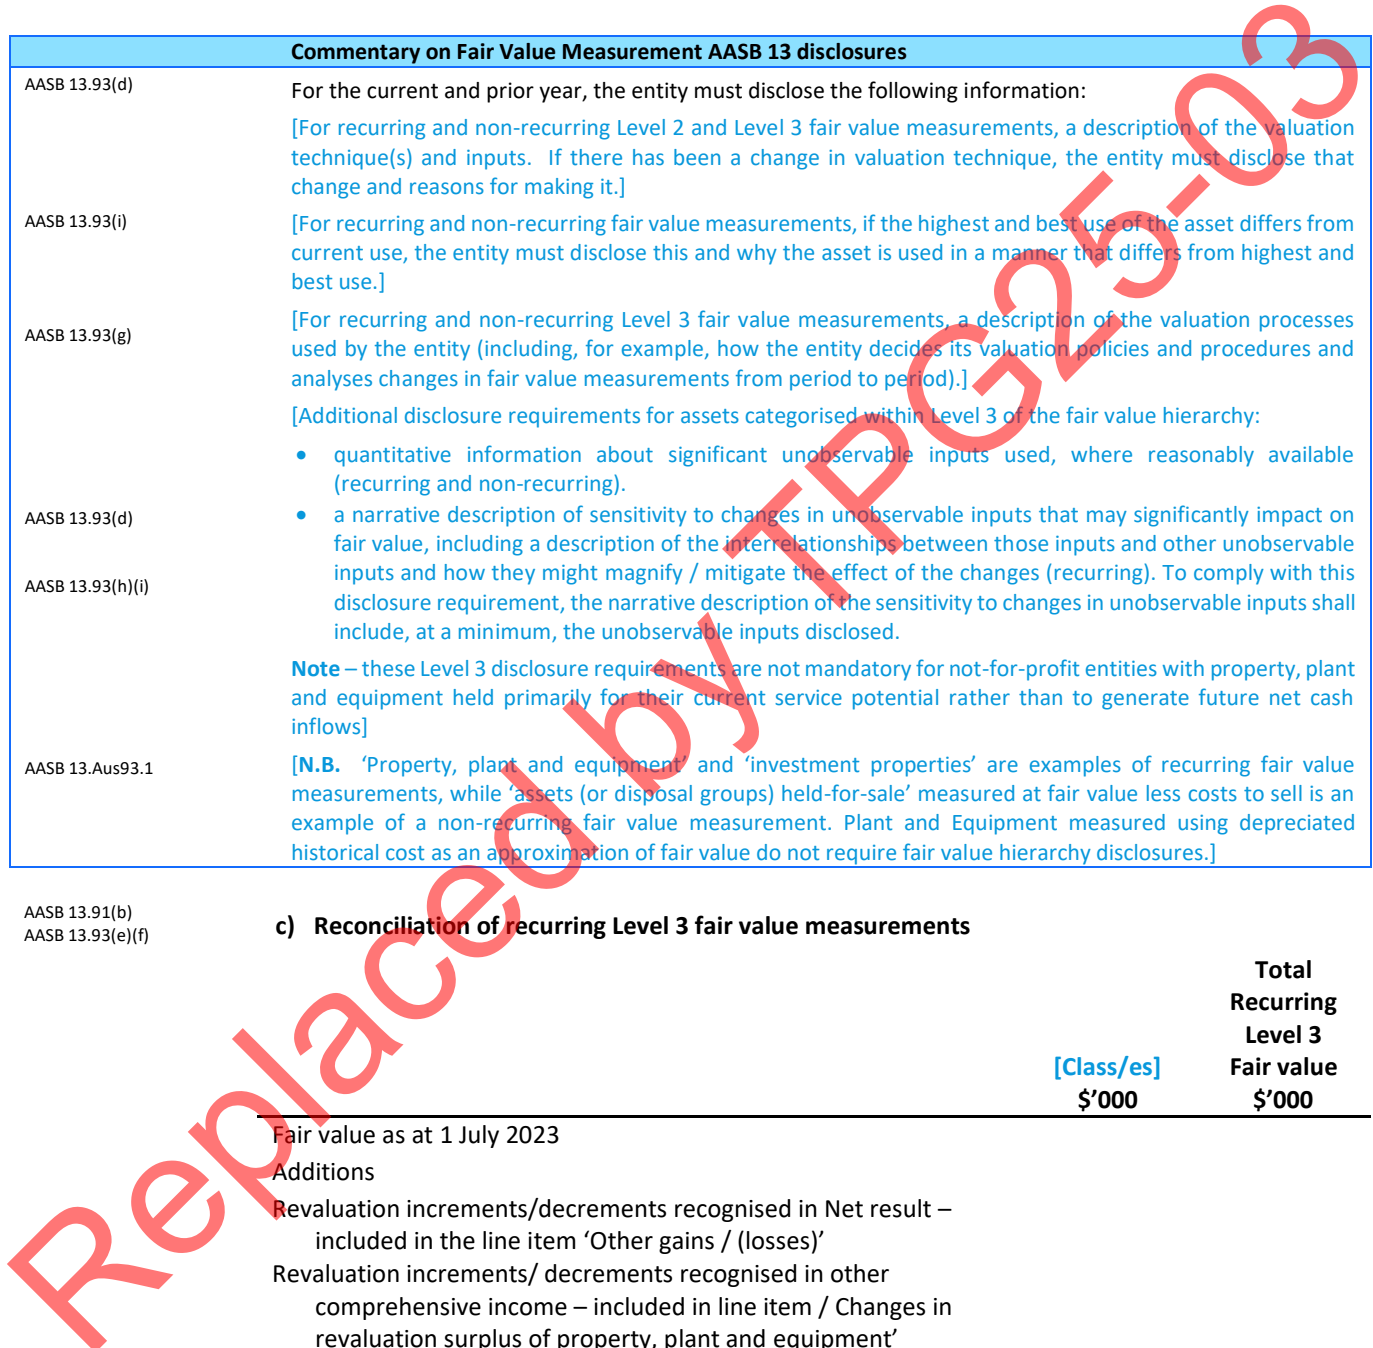 Commentary on Fair Value Measurement AASB 13 disclosures
AASB 13.93(d)
For the current and prior year, the entity must disclose the following information:
[For recurring and non-recurring Level 2 and Level 3 fair value measurements, a description of the valuation
technique(s) and inputs. If there has been a change in valuation technique, the entity must disclose that
change and reasons for making it.]
AASB 13.93(i)
[For recurring and non-recurring fair value measurements, if the highest and best use of the asset differs from
current use, the entity must disclose this and why the asset is used in a manner that differs from highest and
best use.]
AASB 13.93(g)
[For recurring and non-recurring Level 3 fair value measurements, a description of the valuation processes
used by the entity (including, for example, how the entity decides its valuation policies and procedures and
analyses changes in fair value measurements from period to period).]
[Additional disclosure requirements for assets categorised within Level 3 of the fair value hierarchy:
• quantitative information about significant unobservable inputs used, where reasonably available
(recurring and non-recurring).
AASB 13.93(d)
• a narrative description of sensitivity to changes in unobservable inputs that may significantly impact on
fair value, including a description of the interrelationships between those inputs and other unobservable
AASB 13.93(h)(i)
inputs and how they might magnify / mitigate the effect of the changes (recurring). To comply with this
disclosure requirement, the narrative description of the sensitivity to changes in unobservable inputs shall
include, at a minimum, the unobservable inputs disclosed.
Note – these Level 3 disclosure requirements are not mandatory for not-for-profit entities with property, plant
and equipment held primarily for their current service potential rather than to generate future net cash
inflows]
AASB 13.Aus93.1
[N.B. ‘Property, plant and equipment’ and ‘investment properties’ are examples of recurring fair value
measurements, while ‘assets (or disposal groups) held-for-sale’ measured at fair value less costs to sell is an
example of a non-recurring fair value measurement. Plant and Equipment measured using depreciated
historical cost as an approximation of fair value do not require fair value hierarchy disclosures.]
AASB 13.91(b)
AASB 13.93(e)(f)
c) Reconciliation of recurring Level 3 fair value measurements
Total
Recurring
Level 3
[Class/es] Fair value
$’000 $’000
Fair value as at 1 July 2023
Additions
Revaluation increments/decrements recognised in Net result –
included in the line item ‘Other gains / (losses)’
Revaluation increments/ decrements recognised in other
comprehensive income – included in line item / Changes in
revaluation surplus of property, plant and equipment’
Replaced by TPG25-03